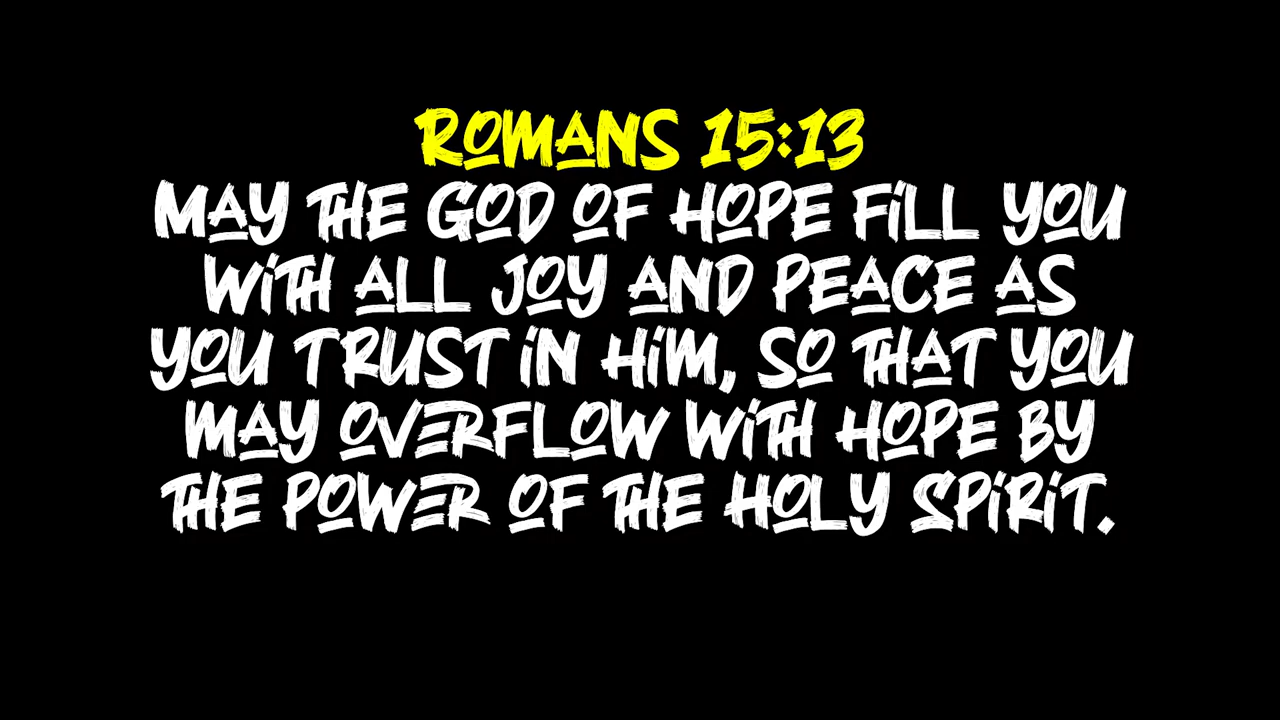 ROMANS 15:13
MAY THE GOD OF HOPE FILL YOU
WITH ALL JOY AND PEACE AS
YOU TRUST IN HIM, SO THAT YOU
MAY OVERFLOW WITH HOPE BY
THE POWER OF THE HOLY SPIRIT.